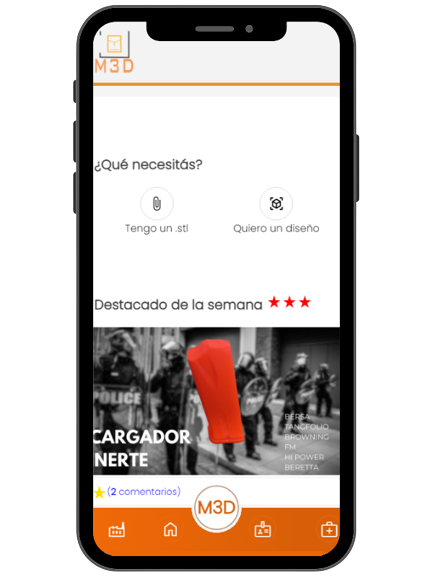 M3D
¿Qué necesitás?
Tengo un .stl
Quiero un diseño
Destacado de la semana
POLICE
CARGADOR
NERTE
BERSA
TANGFOLIO
BROWNING
FM
HI POWER
BERETTA
(2 comentarios)
M3D